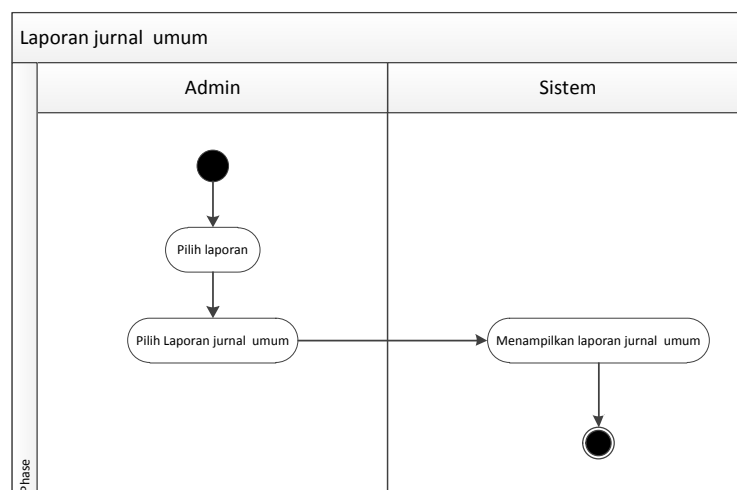 Laporan jurnal umum
Admin
Sistem
Pilih laporan
Pilih Laporan jurnal umum
Menampilkan laporan jurnal umum
Phase